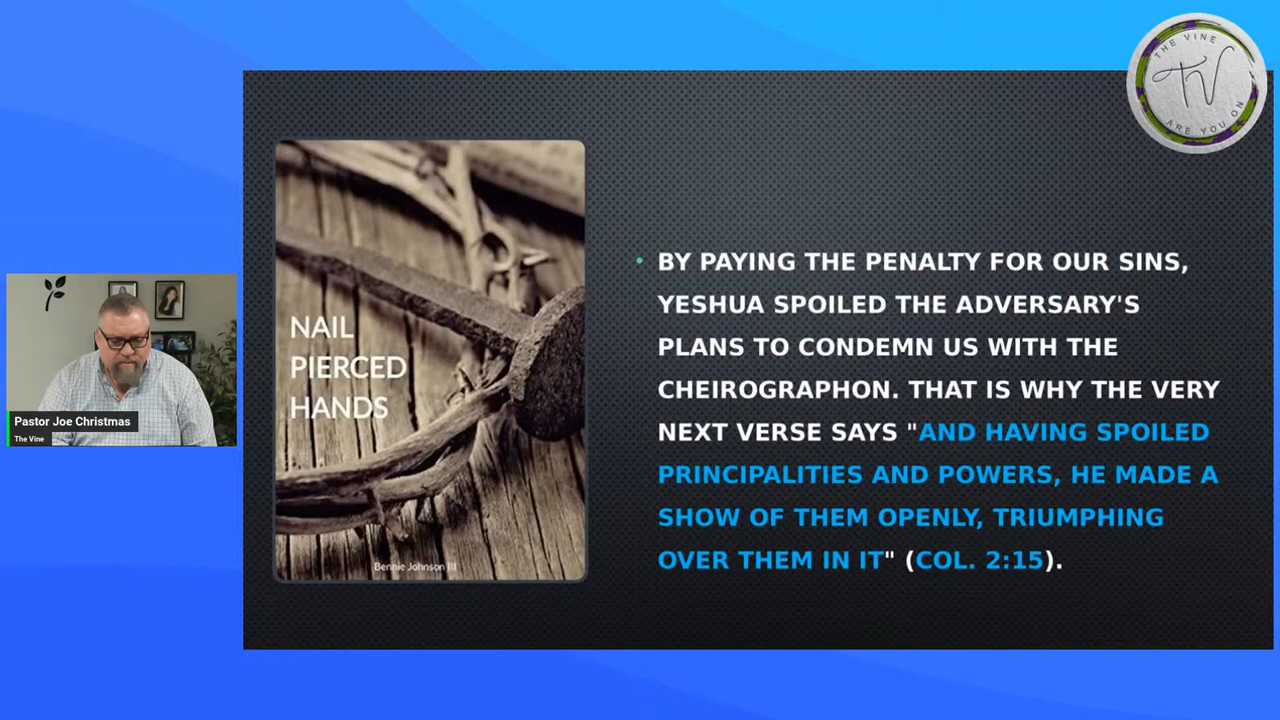 THE VINE
TV
ARE YOU ON
NAIL
PIERCED
HANDS
Bennie Johnson III
• BY PAYING THE PENALTY FOR OUR SINS,
YESHUA SPOILED THE ADVERSARY'S
PLANS TO CONDEMN US WITH THE
CHEIROGRAPHON. THAT IS WHY THE VERY
NEXT VERSE SAYS "AND HAVING SPOILED
PRINCIPALITIES AND POWERS, HE MADE A
SHOW OF THEM OPENLY, TRIUMPHING
OVER THEM IN IT" (COL. 2:15).
Pastor Joe Christmas
The Vine